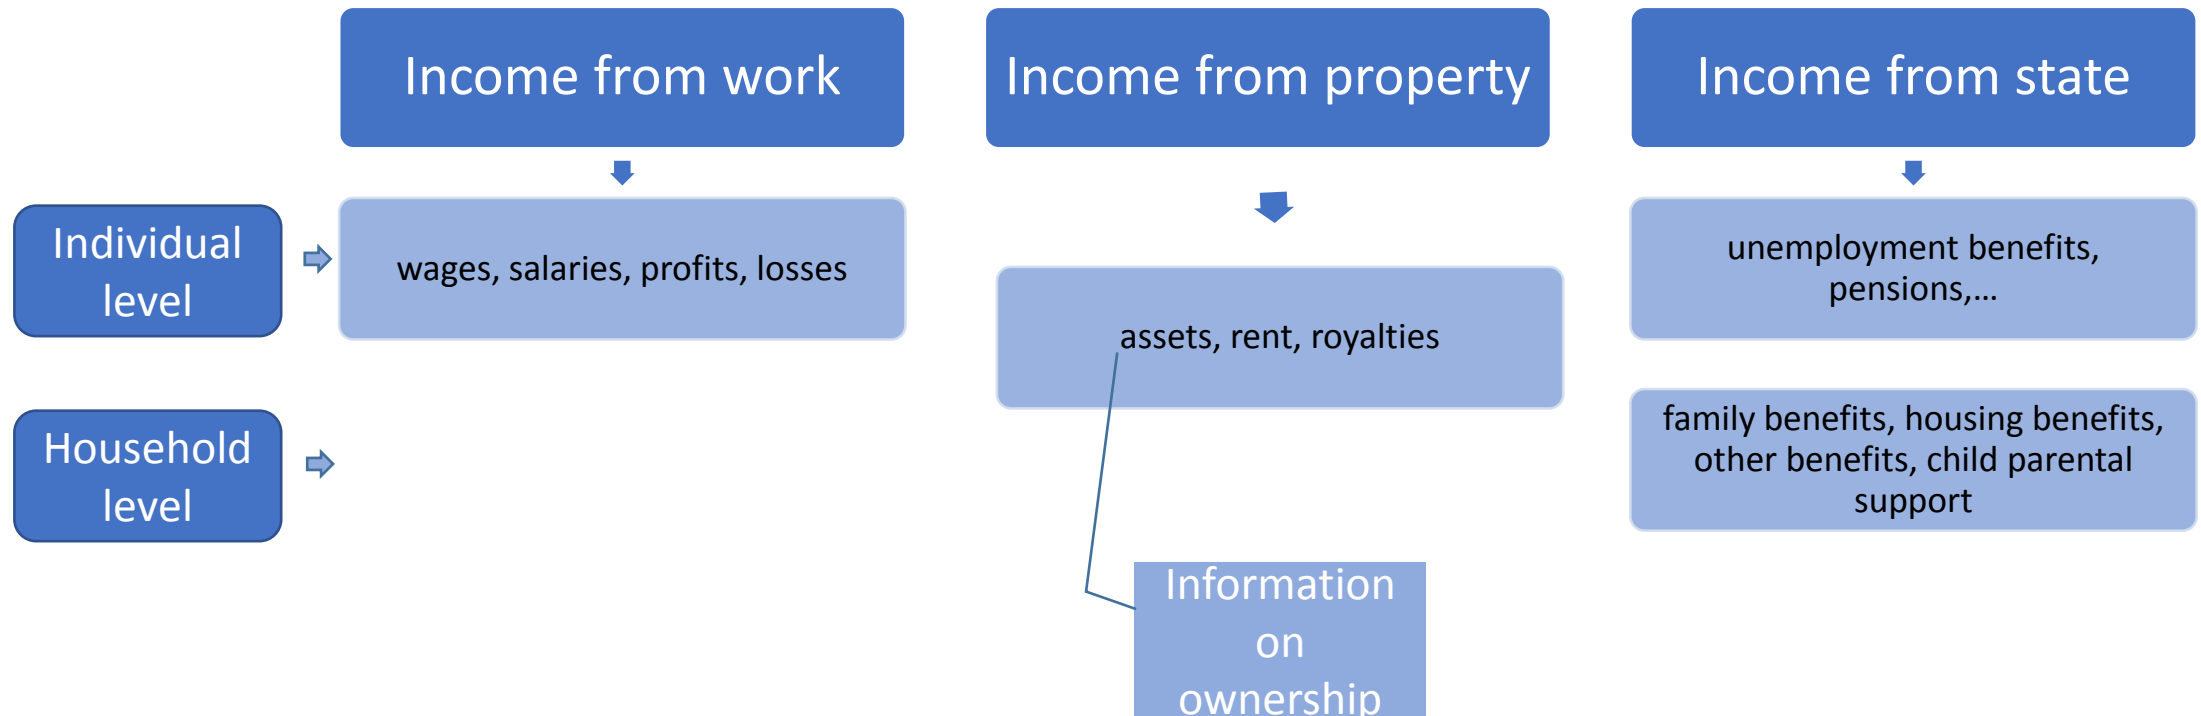 Income from work
Income from property
Income from state
Individual
level
wages, salaries, profits, losses
assets, rent, royalties
unemployment benefits,
pensions,...
Household
level
family benefits, housing benefits,
other benefits, child parental
support
Information
on
ownership